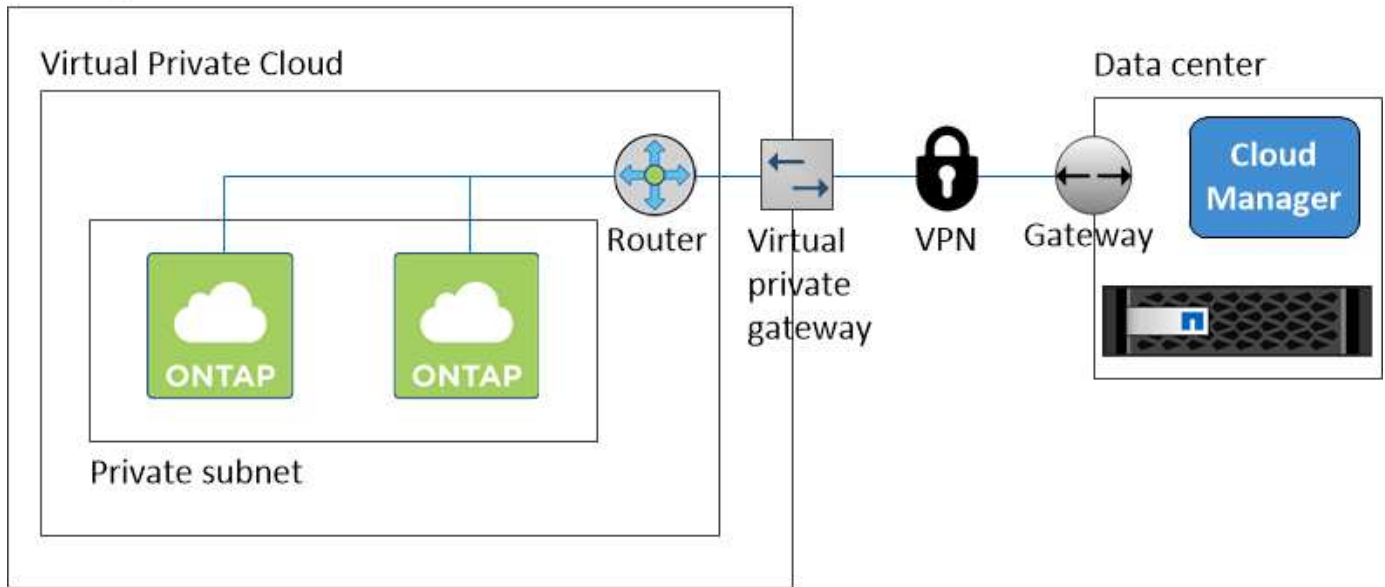 Virtual Private Cloud
Data center
Cloud
Manager
Router
Virtual
private
gateway
VPN
Gateway
ONTAP
ONTAP
Private subnet